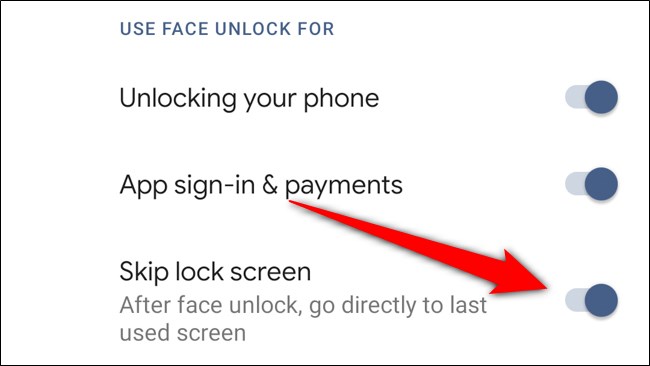 USE FACE UNLOCK FOR
Unlocking your phone
App sign-in & payments
Skip lock screen
After face unlock, go directly to last
used screen